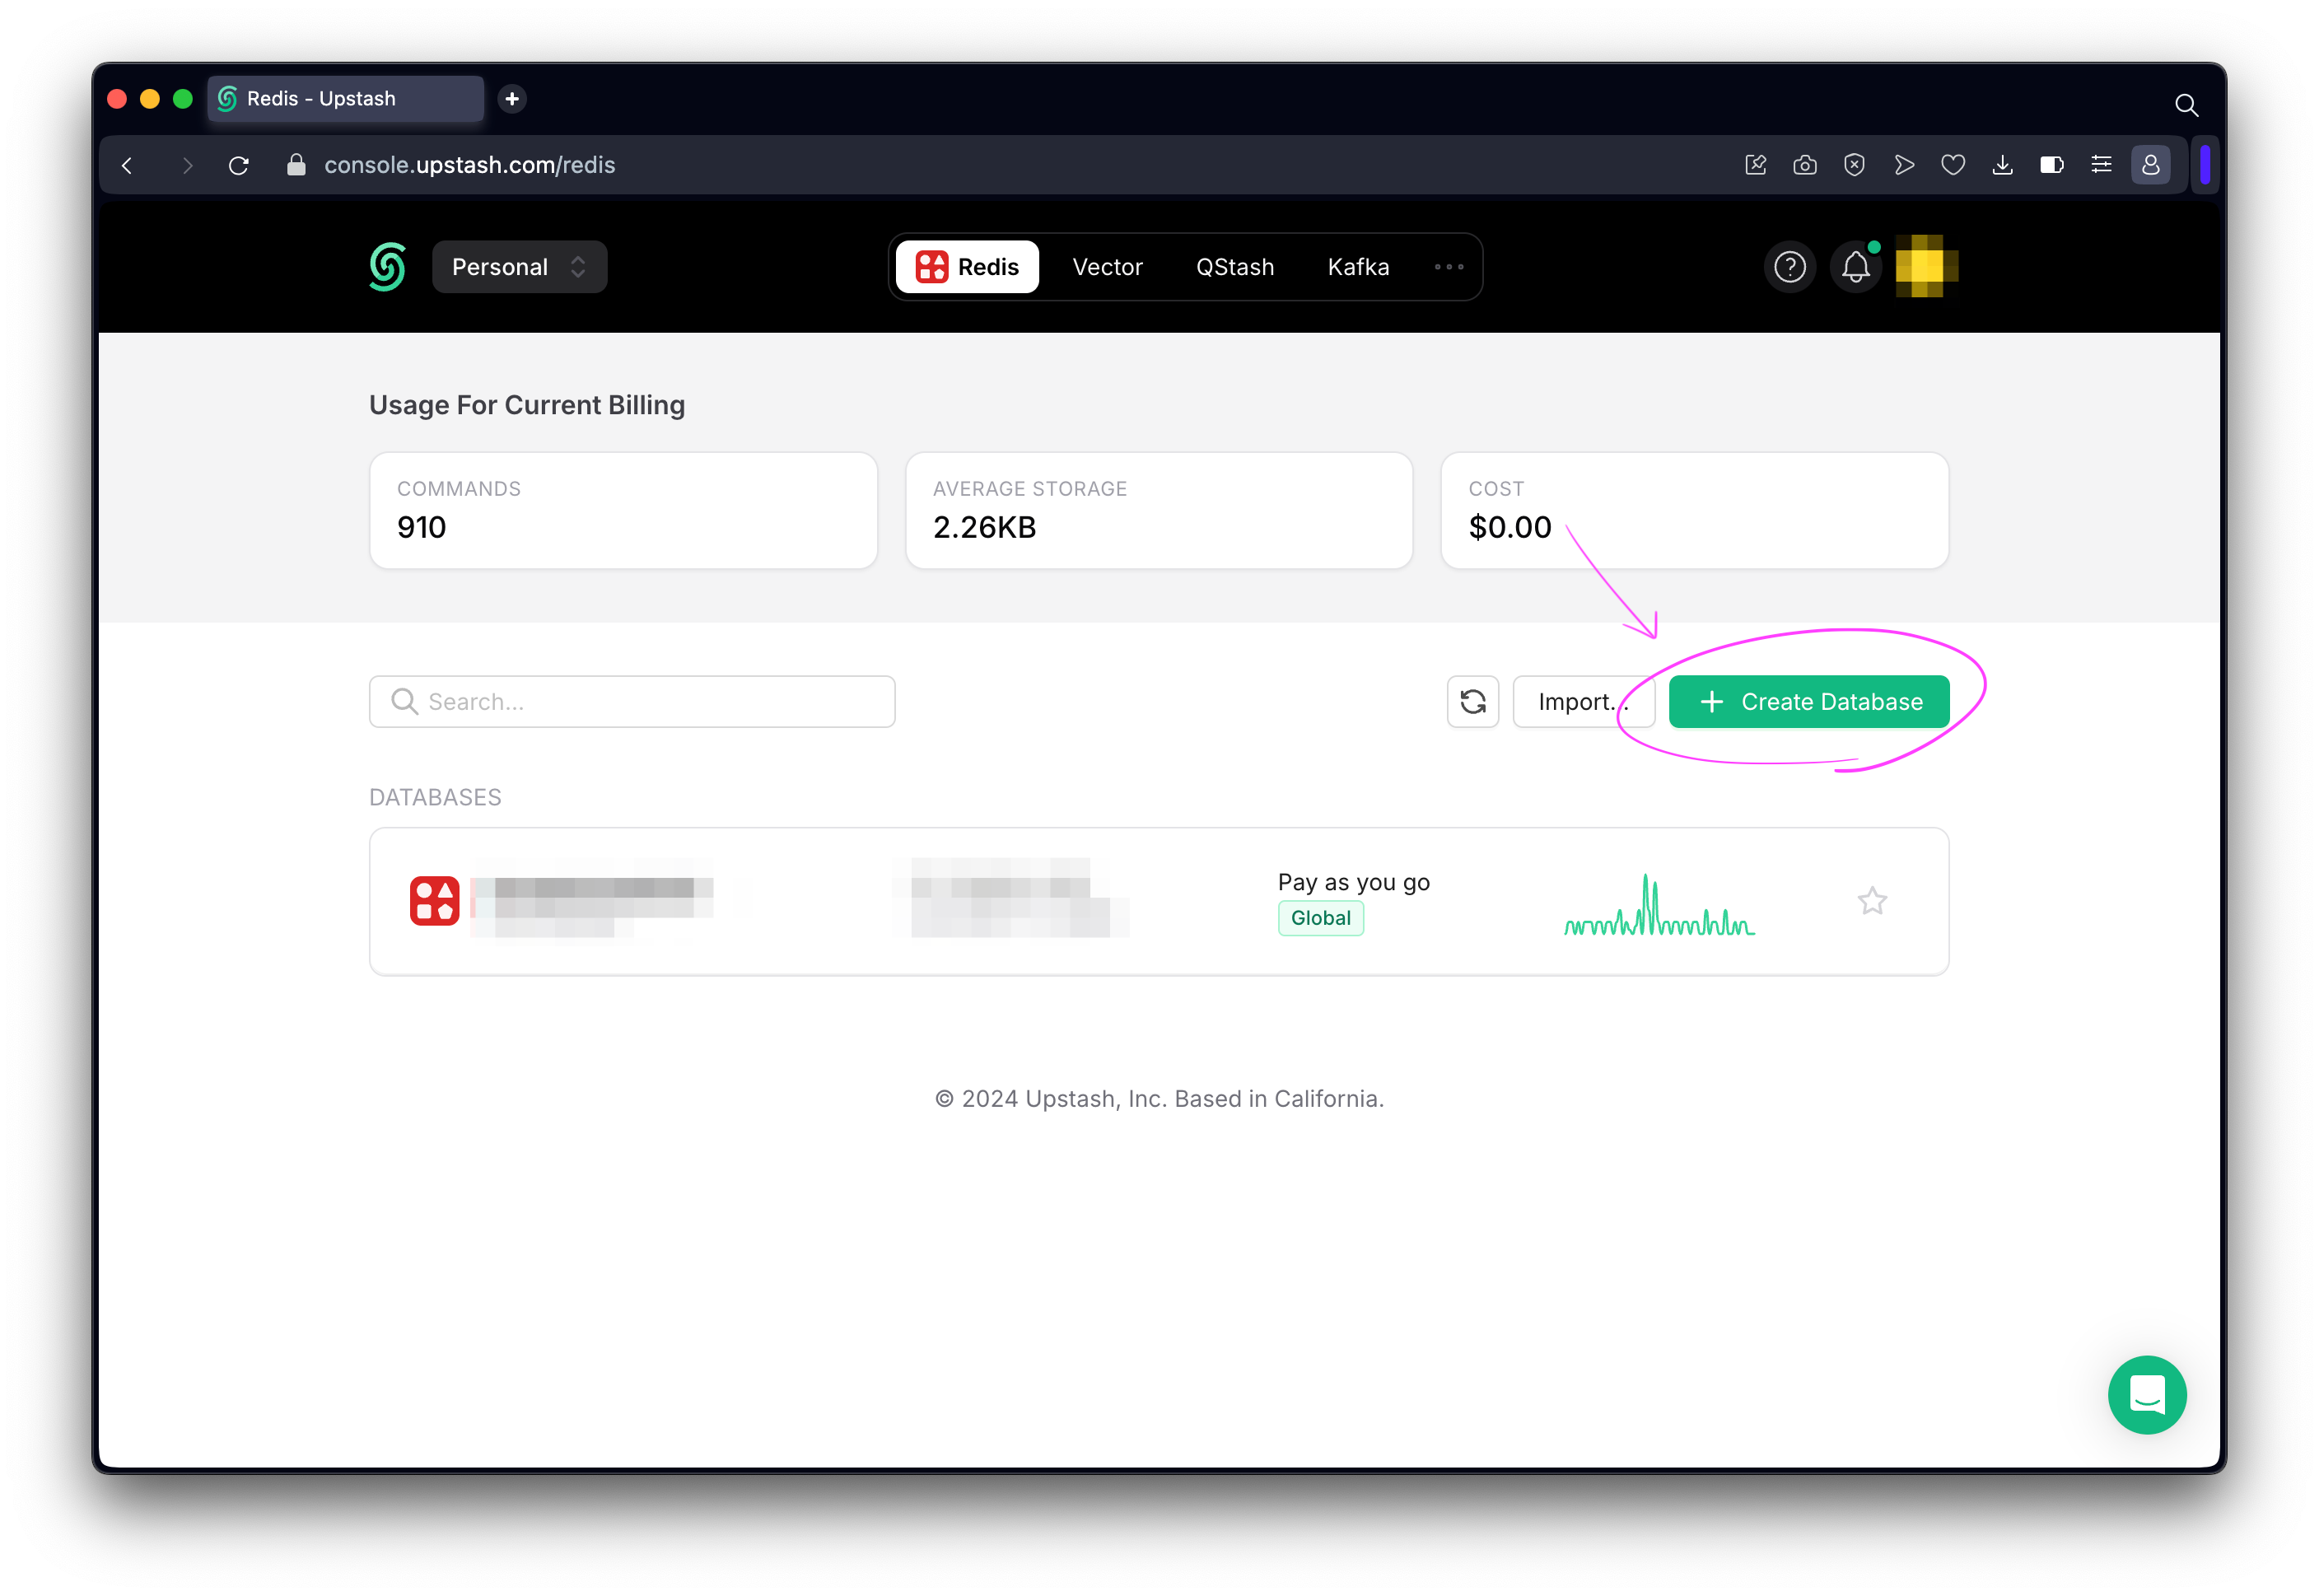 Redis - Upstash
console.upstash.com/redis
Personal
Redis
Vector
QStash
Kafka
Usage For Current Billing
COMMANDS
910
AVERAGE STORAGE
2.26KB
COST
$0.00
Search...
Import...
Create Database
DATABASES
Pay as you go
Global
© 2024 Upstash, Inc. Based in California.